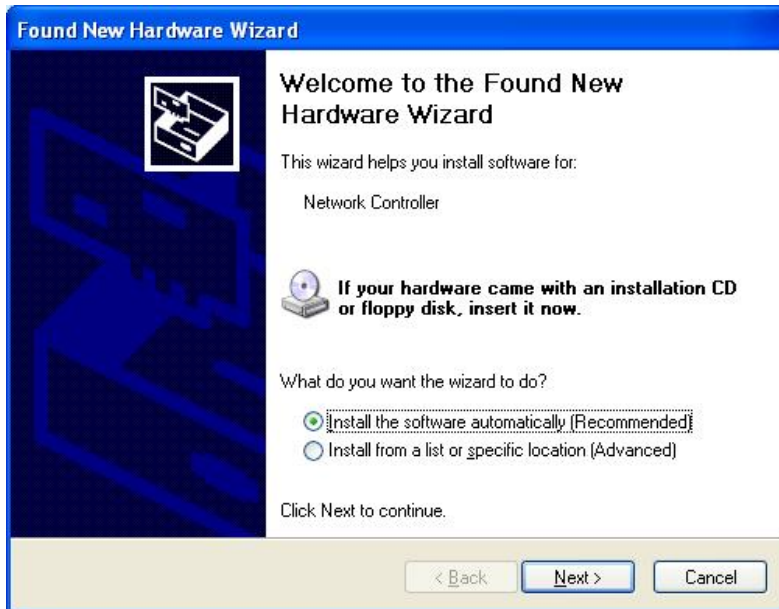 Found New Hardware Wizard
Welcome to the Found New
Hardware Wizard
This wizard helps you install software for:
Network Controller
If your hardware came with an installation CD
or floppy disk, insert it now.
What do you want the wizard to do?
Install the software automatically (Recommended)
Install from a list or specific location (Advanced)
Click Next to continue.
< Back
Next >
Cancel